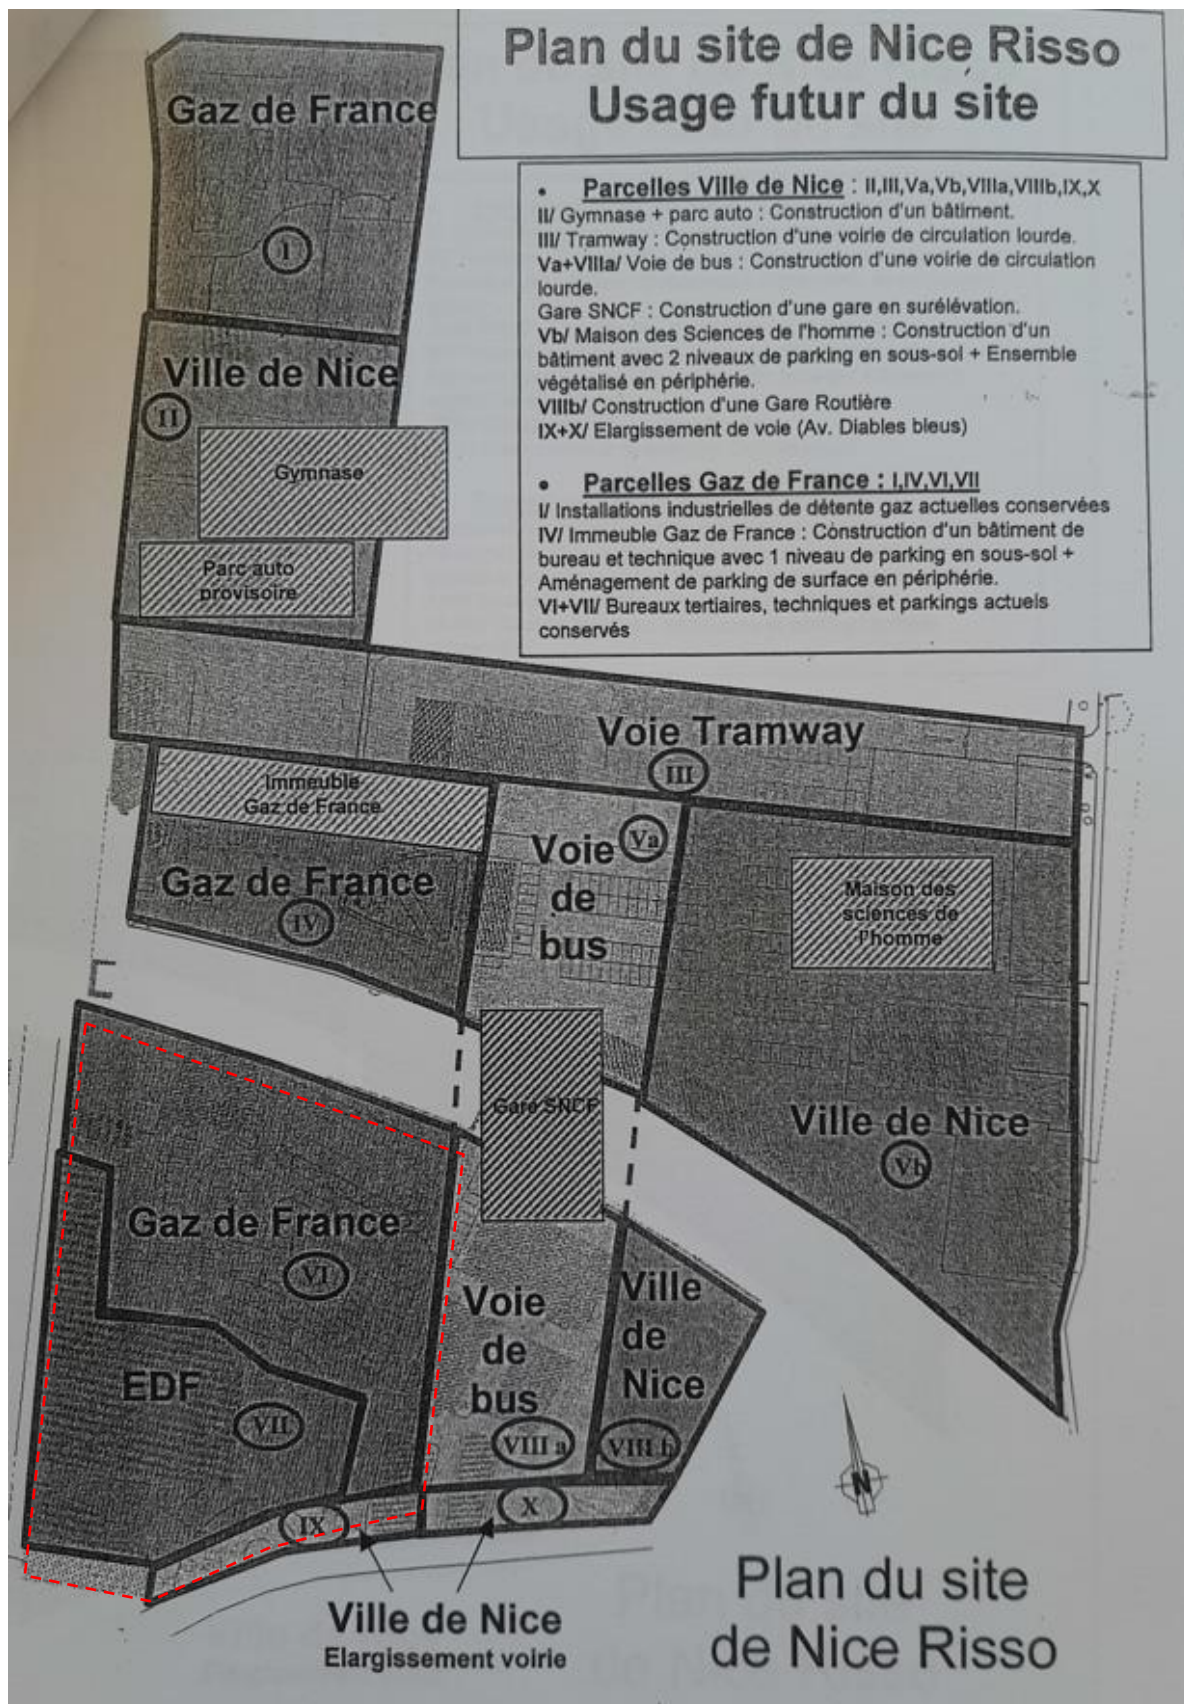 Plan du site de Nice Risso
Usage futur du site
• Parcelles Ville de Nice : II,III,Va,Vb,VIIIa,VIIIb,IX,X
II/ Gymnase + parc auto : Construction d'un bâtiment.
III/ Tramway : Construction d'une voirie de circulation lourde.
Va+VIIIa/ Voie de bus : Construction d'une voirie de circulation
lourde.
Gare SNCF : Construction d'une gare en surélévation.
Vb/ Maison des Sciences de l'homme : Construction d'un
bâtiment avec 2 niveaux de parking en sous-sol + Ensemble
végétalisé en périphérie.
VIIIb/ Construction d'une Gare Routière
IX+X/ Elargissement de voie (Av. Diables bleus)
• Parcelles Gaz de France : I,IV,VI,VII
I/ Installations industrielles de détente gaz actuelles conservées
IV/ Immeuble Gaz de France : Construction d'un bâtiment de
bureau et technique avec 1 niveau de parking en sous-sol +
Aménagement de parking de surface en périphérie.
VI+VII/ Bureaux tertiaires, techniques et parkings actuels
conservés
Gaz de France
I
Ville de Nice
II
Gymnase
Parc auto
provisoire
Voie Tramway
III
Immeuble
Gaz de France
Gaz de France
IV
Voie
de
bus
Va
Maison des
sciences de
l'homme
Ville de Nice
Vb
Gare SNCF
Gaz de France
VI
EDF
VII
Voie
de
bus
VIII a
Ville
de
Nice
VIII b
IX
X
Ville de Nice
Elargissement voirie
N
Plan du site
de Nice Risso